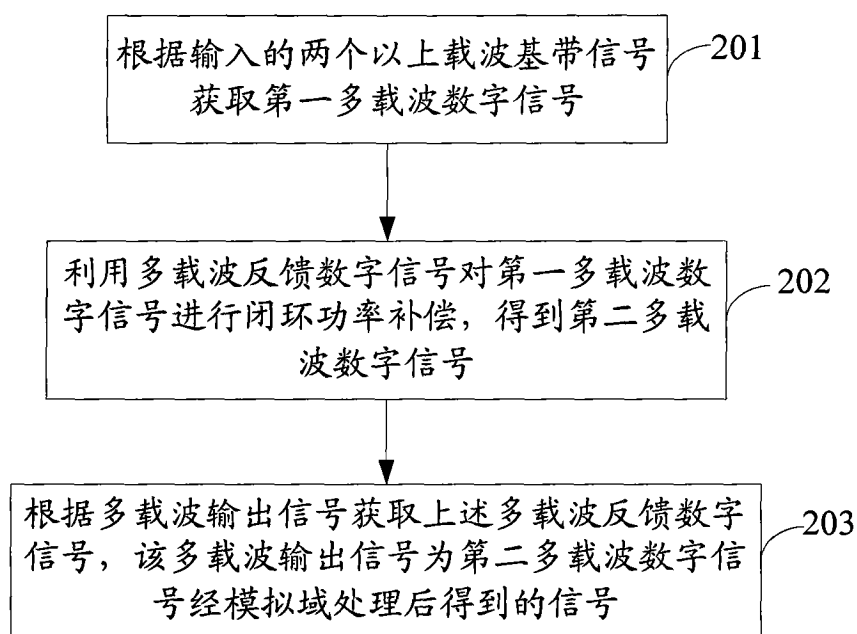 根据输入的两个以上载波基带信号
获取第一多载波数字信号
201
利用多载波反馈数字信号对第一多载波数
字信号进行闭环功率补偿，得到第二多载
波数字信号
202
根据多载波输出信号获取上述多载波反馈数字
信号，该多载波输出信号为第二多载波数字信
号经模拟域处理后得到的信号
203